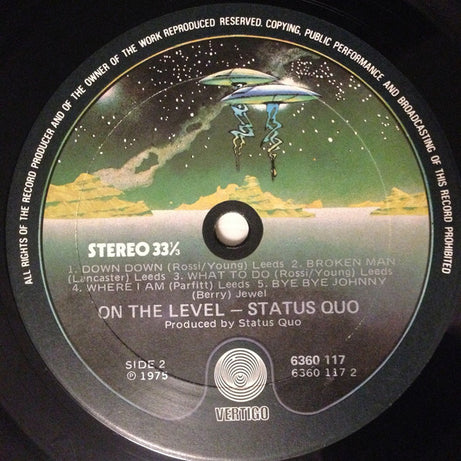 ALL RIGHTS OF THE RECORD PRODUCER AND OF THE OWNER OF THE WORK REPRODUCED RESERVED. COPYING, PUBLIC PERFORMANCE AND BROADCASTING OF THIS RECORD PROHIBITED
STEREO 33⅓
1. DOWN DOWN (Rossi/Young) Leeds 2. BROKEN MAN
(Lancaster) Leeds 3. WHAT TO DO (Rossi/Young) Leeds
4. WHERE I AM (Parfitt) Leeds 5. BYE BYE JOHNNY
(Berry) Jewel
ON THE LEVEL – STATUS QUO
Produced by Status Quo
SIDE 2
℗ 1975
6360 117
6360 117 2
VERTIGO